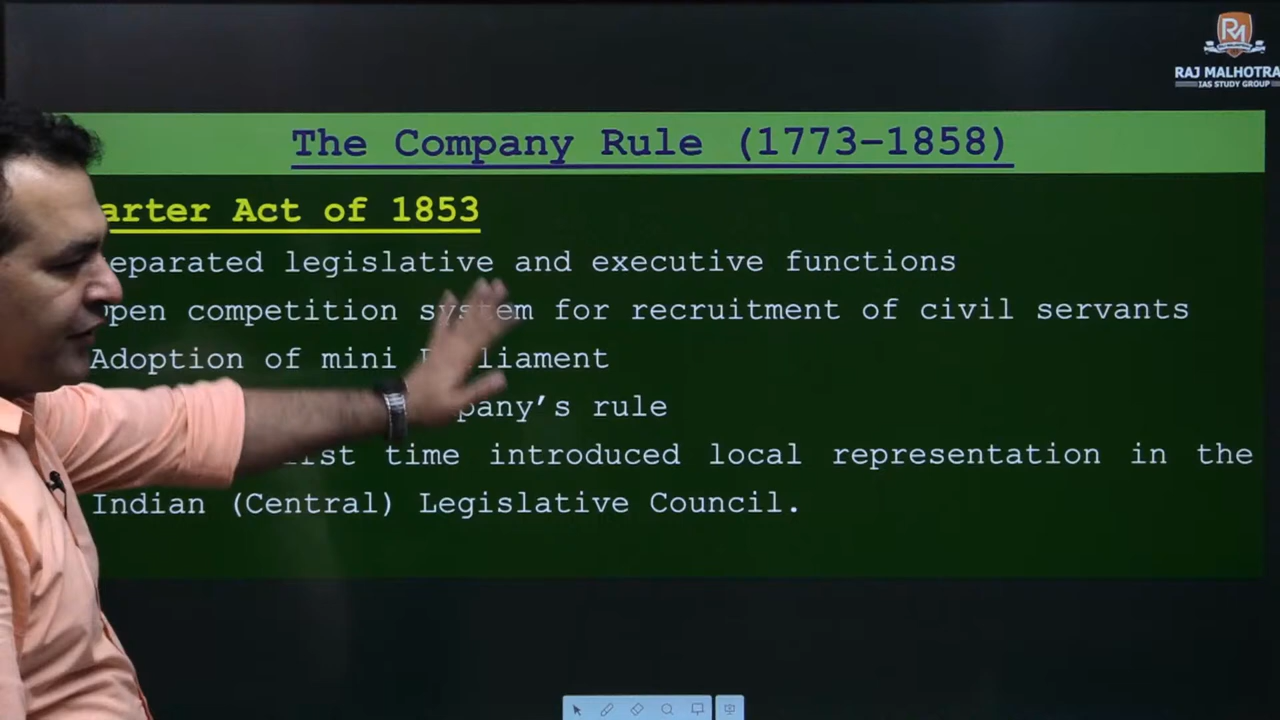 RM
RAJ MALHOTRA
IAS STUDY GROUP
The Company Rule (1773–1858)
arter Act of 1853
eparated legislative and executive functions
pen competition system for recruitment of civil servants
Adoption of mini liament
pany’s rule
time introduced local representation in the
Indian (Central) Legislative Council.